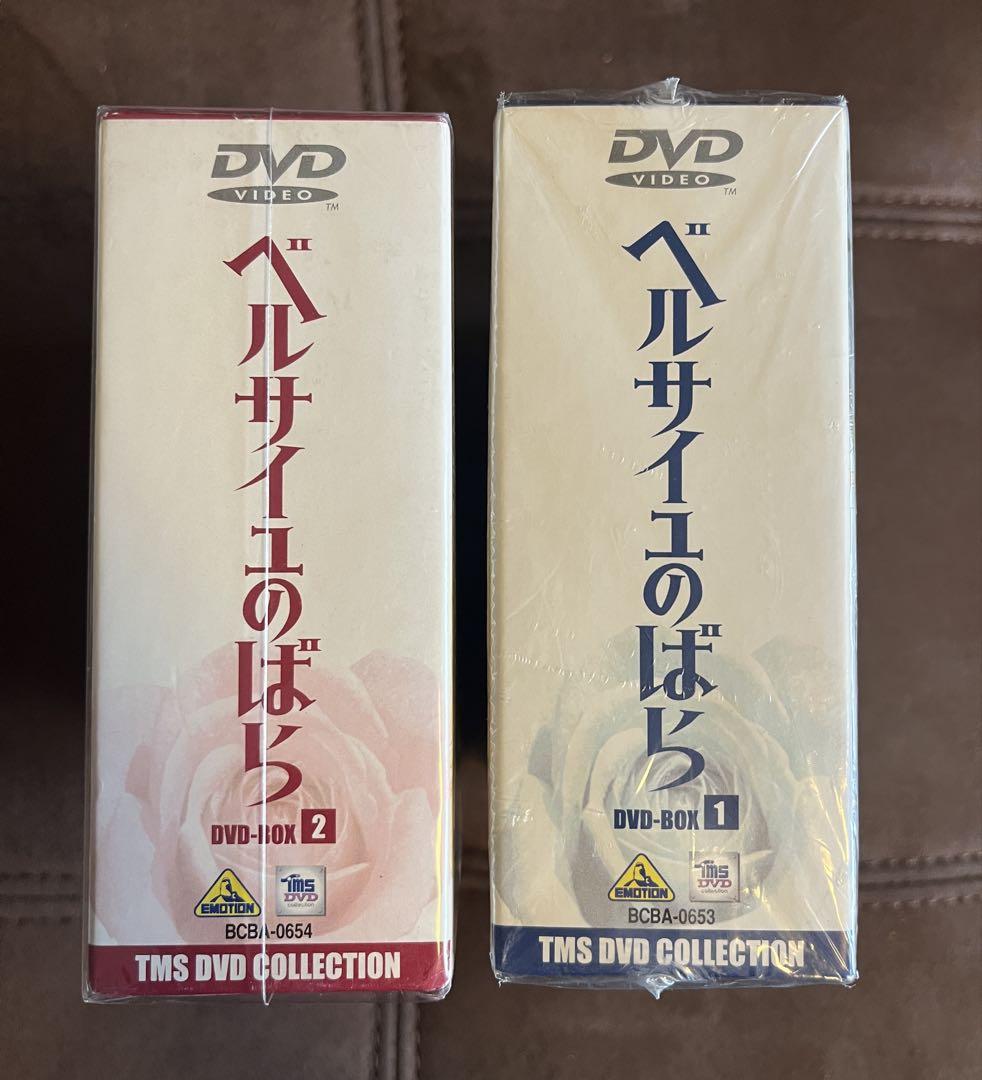 DVD
VIDEO
TM
ベルサイユのばら
DVD-BOX 2
EMOTION
TMS
DVD
collection
BCBA-0654
TMS DVD COLLECTION
DVD
VIDEO
TM
ベルサイユのばら
DVD-BOX 1
EMOTION
TMS
DVD
collection
BCBA-0653
TMS DVD COLLECTION